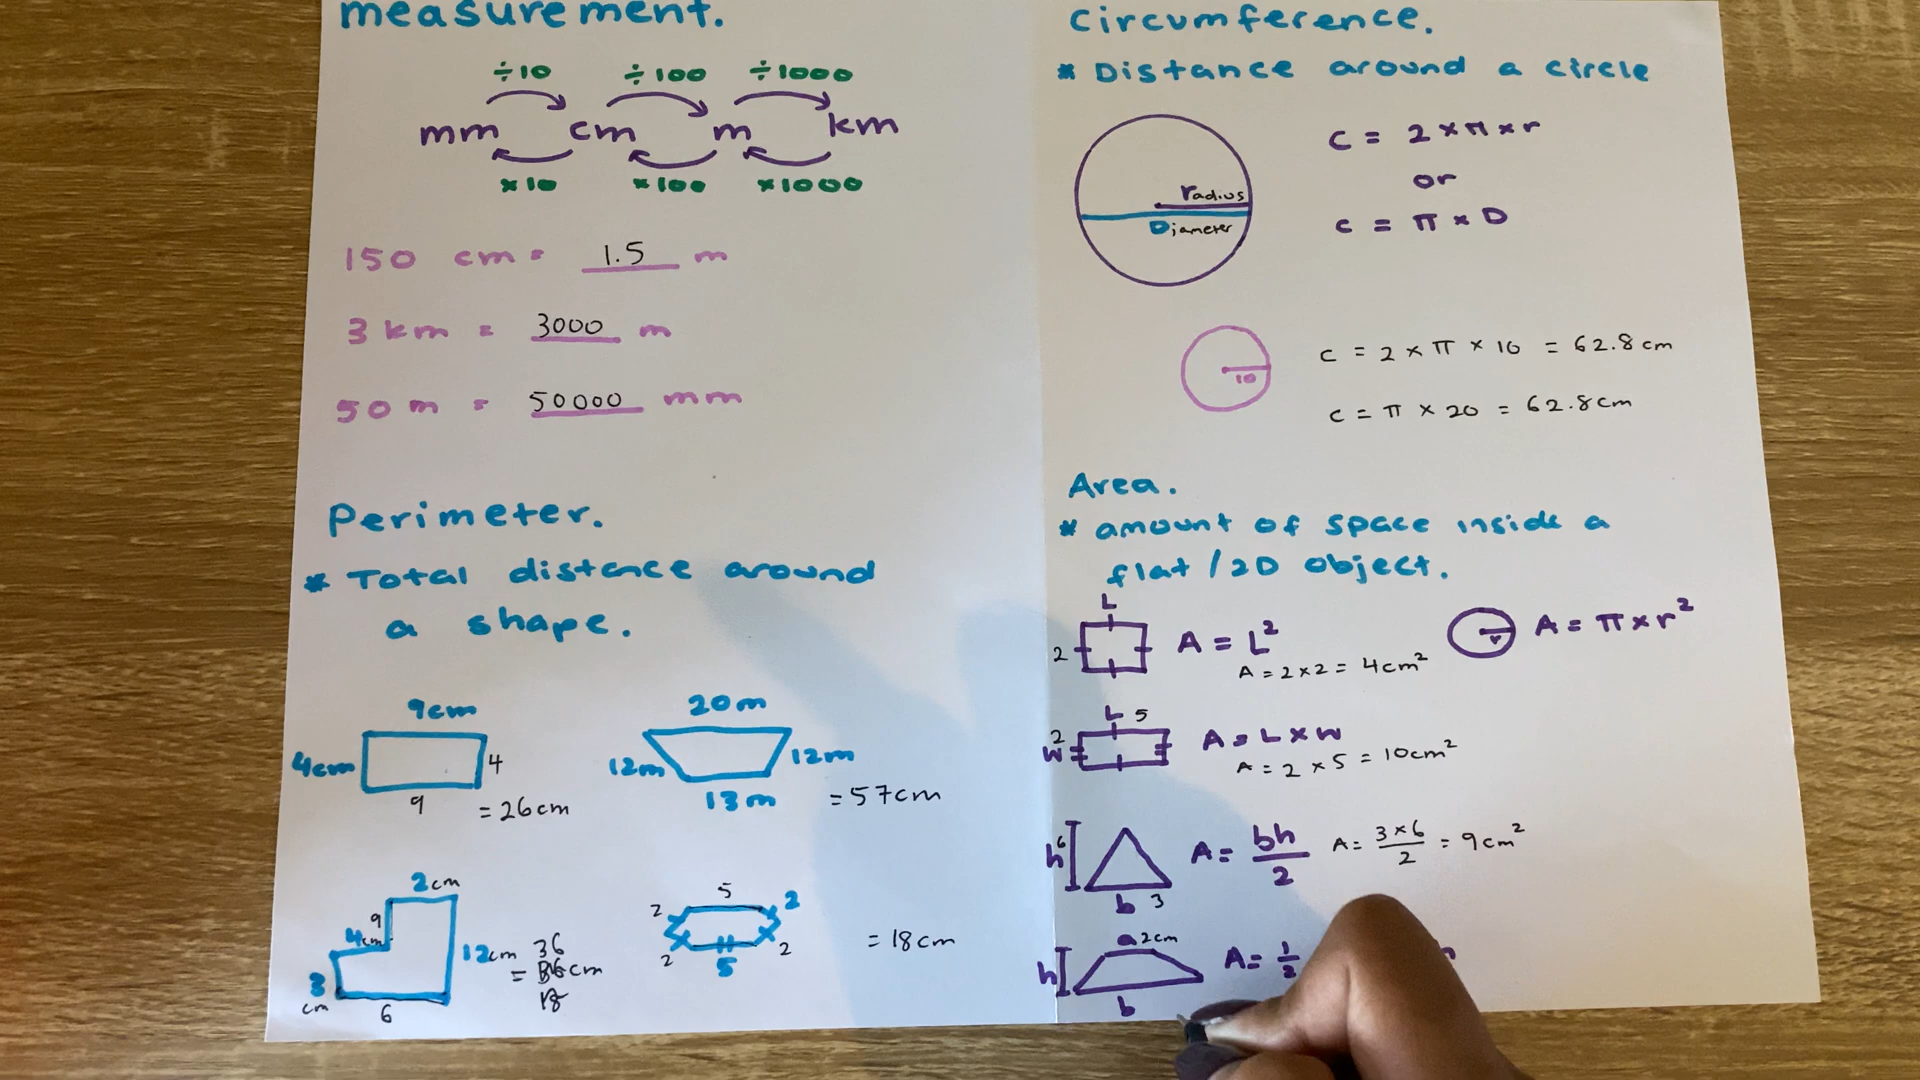 measurement.
÷10 ÷100 ÷1000
mm cm m km
×10 ×100 ×1000
150 cm = 1.5 m
3 km = 3000 m
50 m = 50000 mm
Perimeter.
* Total distance around
a shape.
9cm
4cm 4
9 = 26cm
20m
12m 12m
13m = 57cm
2cm
9
4cm 12cm 36
3 = cm
cm 6 18
5
2 2
2 2
5
= 18cm
circumference.
* Distance around a circle
radius
Diameter
C = 2 × π × r
or
C = π × D
10
C = 2 × π × 10 = 62.8cm
C = π × 20 = 62.8cm
Area.
* amount of space inside a
flat / 2D object.
L
2 A = L²
A = 2×2 = 4cm²
r A = π × r²
L 5
2
W A = L × W
A = 2 × 5 = 10cm²
6
h A = bh/2 A = 3×6/2 = 9cm²
b 3
a 2cm
h A = 1/2
b